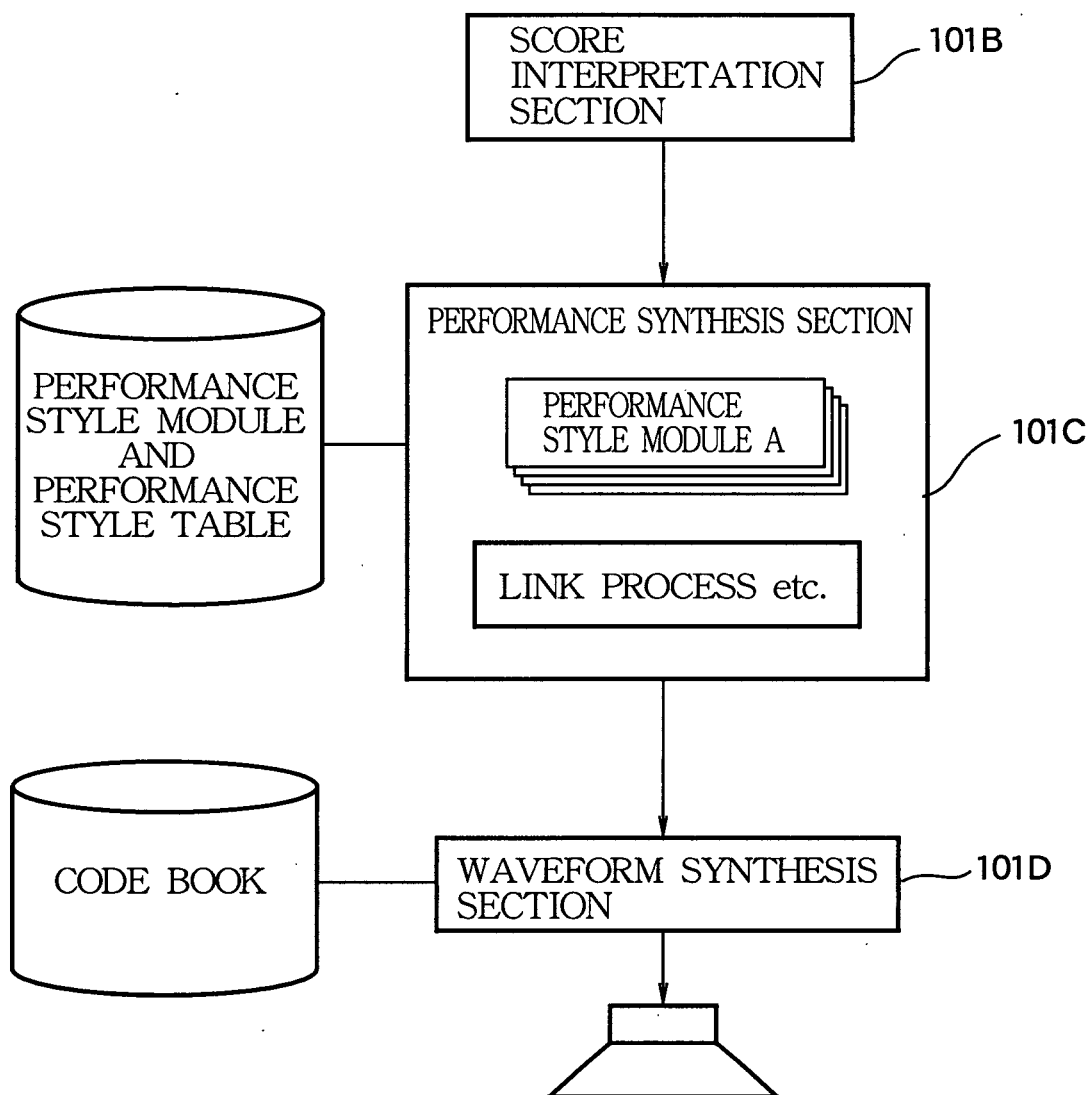 SCORE
INTERPRETATION
SECTION
101B
PERFORMANCE SYNTHESIS SECTION
PERFORMANCE
STYLE MODULE A
LINK PROCESS etc.
101C
PERFORMANCE
STYLE MODULE
AND
PERFORMANCE
STYLE TABLE
CODE BOOK
WAVEFORM SYNTHESIS
SECTION
101D